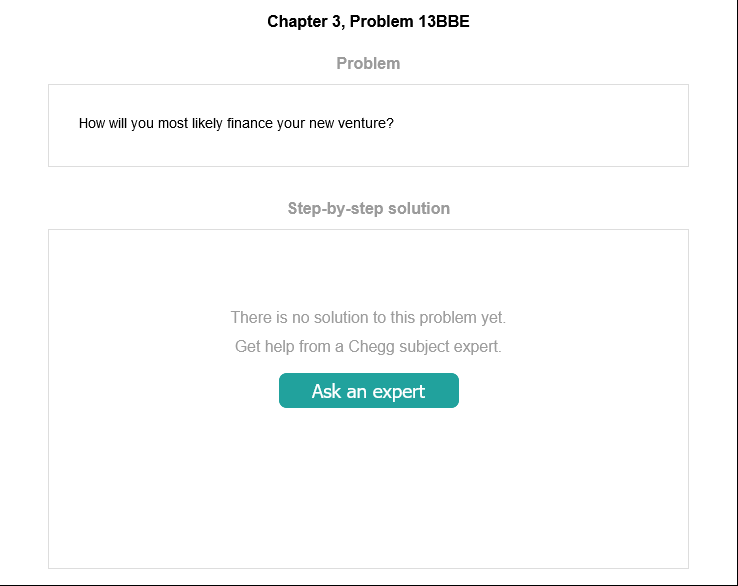 Chapter 3, Problem 13BBE
Problem
How will you most likely finance your new venture?
Step-by-step solution
There is no solution to this problem yet.
Get help from a Chegg subject expert.
Ask an expert